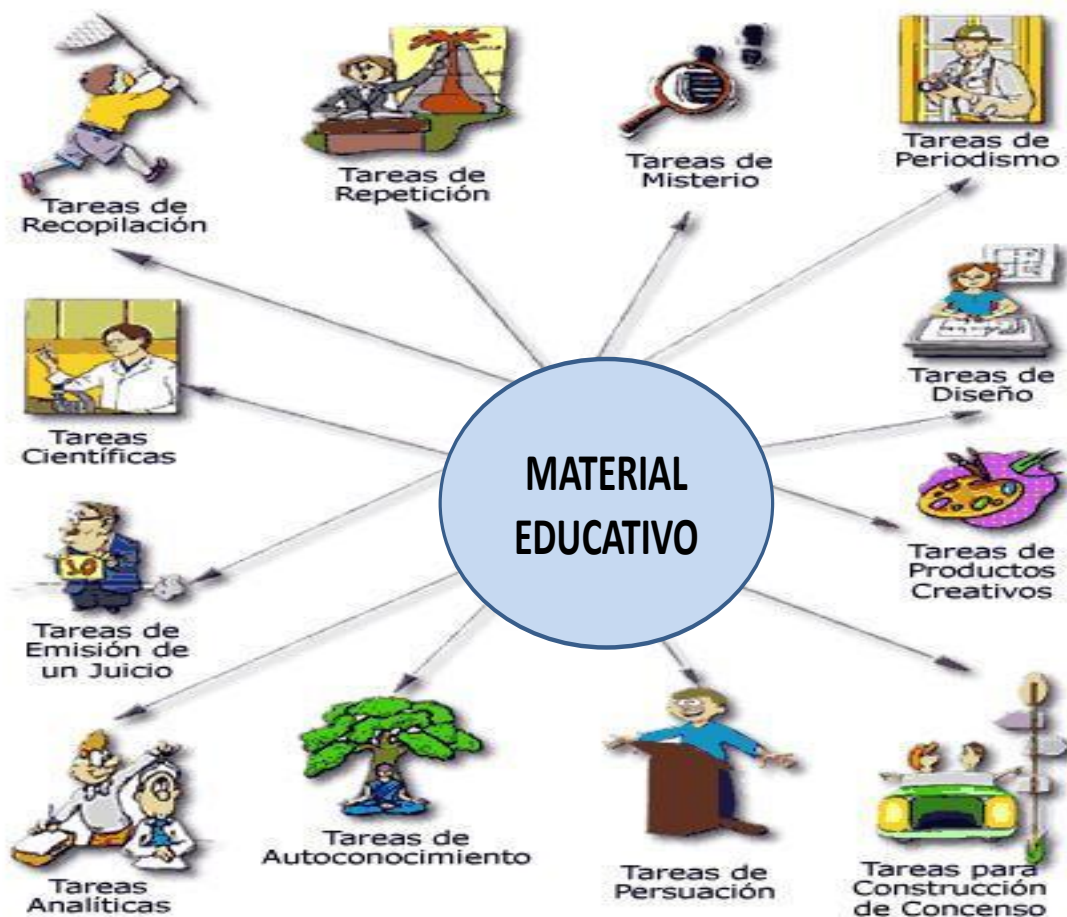 Tareas de
Recopilación
Tareas de
Repetición
Tareas de
Misterio
Tareas de
Periodismo
Tareas de
Diseño
Tareas
Científicas
MATERIAL
EDUCATIVO
Tareas de
Productos
Creativos
Tareas de
Emisión de
un Juicio
10
Tareas
Analíticas
Tareas de
Autoconocimiento
Tareas de
Persuación
Tareas para
Construcción
de Concenso